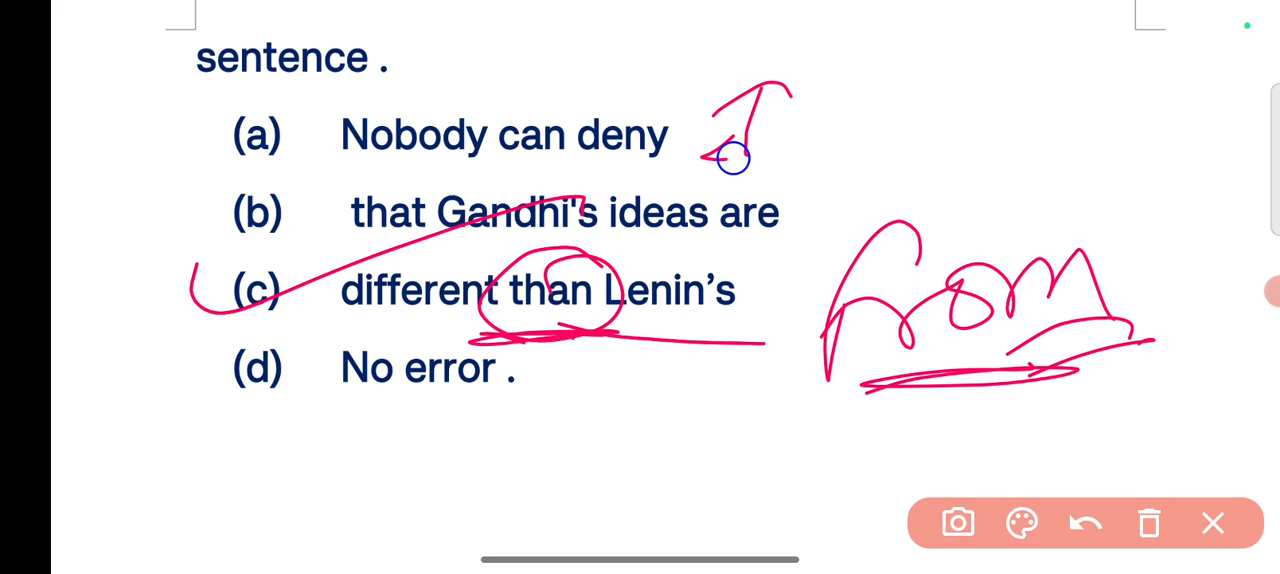 sentence .
(a) Nobody can deny
(b) that Gandhi's ideas are
(c) different than Lenin's
from
(d) No error .